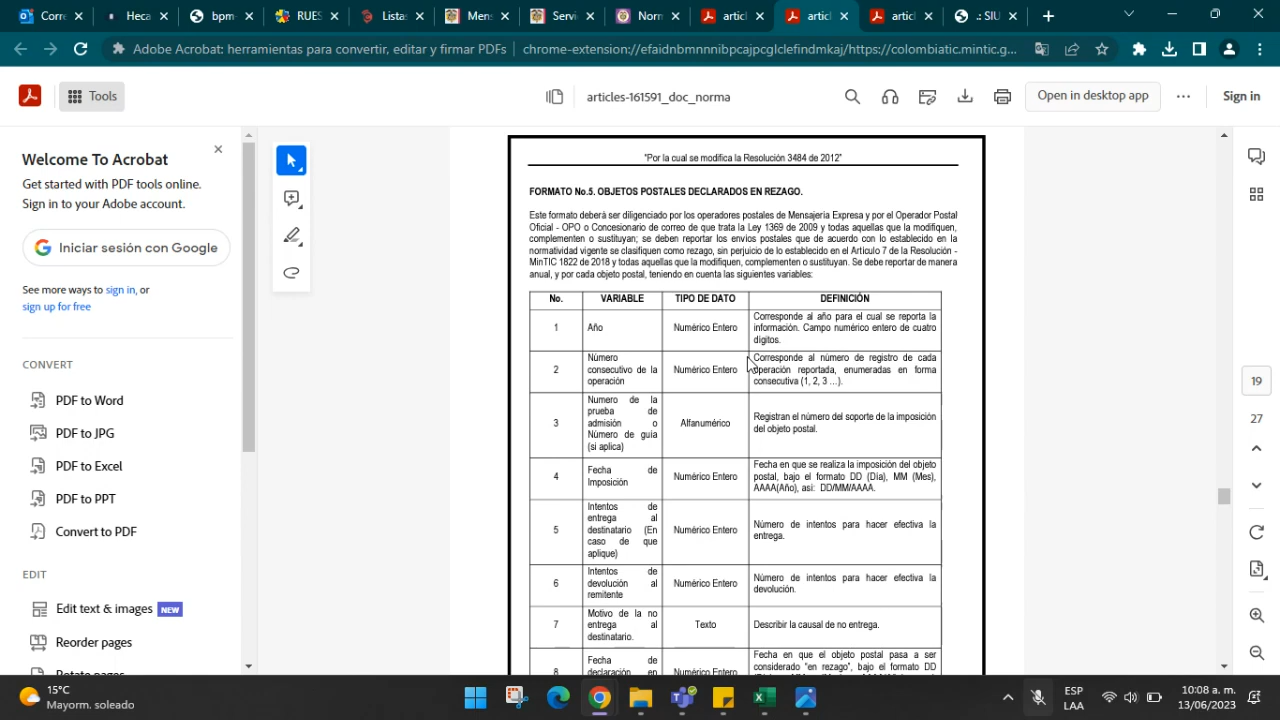 Corre
Heca
bpm
RUES
Listas
Mens
Servi
Norm
articl
articl
articl
.: SIU
Adobe Acrobat: herramientas para convertir, editar y firmar PDFs | chrome-extension://efaidnbmnnnibpcajpcglclefindmkaj/https://colombiatic.mintic.g...
Tools
articles-161591_doc_norma
Open in desktop app
Sign in
Welcome To Acrobat
Get started with PDF tools online.
Sign in to your Adobe account.
Iniciar sesión con Google
See more ways to sign in, or
sign up for free
CONVERT
PDF to Word
PDF to JPG
PDF to Excel
PDF to PPT
Convert to PDF
EDIT
Edit text & images NEW
Reorder pages
Rotate pages
"Por la cual se modifica la Resolución 3484 de 2012"
FORMATO No.5. OBJETOS POSTALES DECLARADOS EN REZAGO.
Este formato deberá ser diligenciado por los operadores postales de Mensajería Expresa y por el Operador Postal
Oficial - OPO o Concesionario de correo de que trata la Ley 1369 de 2009 y todas aquellas que la modifiquen,
complementen o sustituyan; se deben reportar los envíos postales que de acuerdo con lo establecido en la
normatividad vigente se clasifiquen como rezago, sin perjuicio de lo establecido en el Artículo 7 de la Resolución -
MinTIC 1822 de 2018 y todas aquellas que la modifiquen, complementen o sustituyan. Se debe reportar de manera
anual, y por cada objeto postal, teniendo en cuenta las siguientes variables:
No. VARIABLE TIPO DE DATO DEFINICIÓN
1
Año
Numérico Entero
Corresponde al año para el cual se reporta la
información. Campo numérico entero de cuatro
dígitos.
2
Número
consecutivo de la
operación
Numérico Entero
Corresponde al número de registro de cada
operación reportada, enumeradas en forma
consecutiva (1, 2, 3 ...).
3
Numero de la
prueba de
admisión o
Número de guía
(si aplica)
Alfanumérico
Registran el número del soporte de la imposición
del objeto postal.
4
Fecha de
Imposición
Numérico Entero
Fecha en que se realiza la imposición del objeto
postal, bajo el formato DD (Día), MM (Mes),
AAAA(Año), así: DD/MM/AAAA.
5
Intentos de
entrega al
destinatario (En
caso de que
aplique)
Numérico Entero
Número de intentos para hacer efectiva la
entrega.
6
Intentos de
devolución al
remitente
Numérico Entero
Número de intentos para hacer efectiva la
devolución.
7
Motivo de la no
entrega al
destinatario.
Texto
Describir la causal de no entrega.
8
Fecha de
declaración en
Numérico Entero
Fecha en que el objeto postal pasa a ser
considerado "en rezago", bajo el formato DD
19
27
15°C
Mayorm. soleado
ESP
LAA
10:08 a. m.
13/06/2023